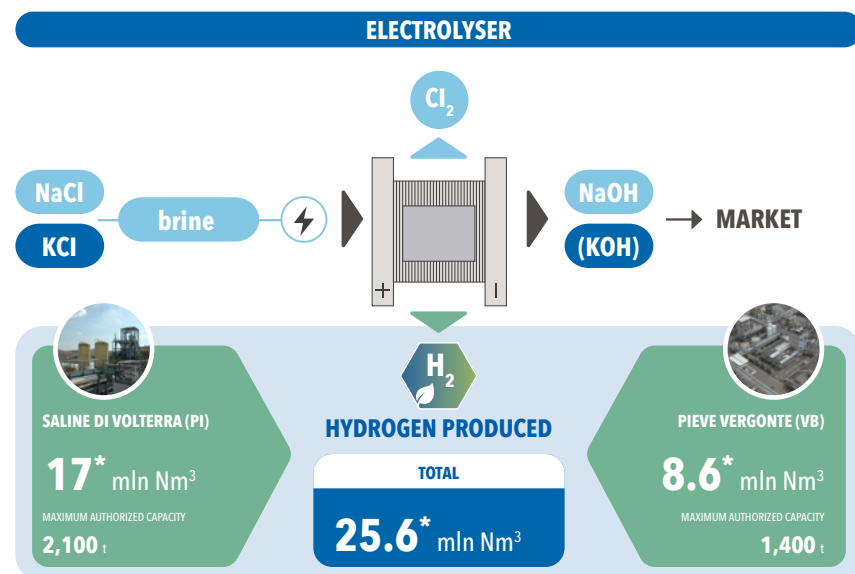 ELECTROLYSER
Cl₂
NaCl
KCl
brine
NaOH
(KOH)
MARKET
+
−
H₂
HYDROGEN PRODUCED
SALINE DI VOLTERRA (PI)
17* mln Nm³
MAXIMUM AUTHORIZED CAPACITY
2,100 t
TOTAL
25.6* mln Nm³
PIEVE VERGONTE (VB)
8.6* mln Nm³
MAXIMUM AUTHORIZED CAPACITY
1,400 t